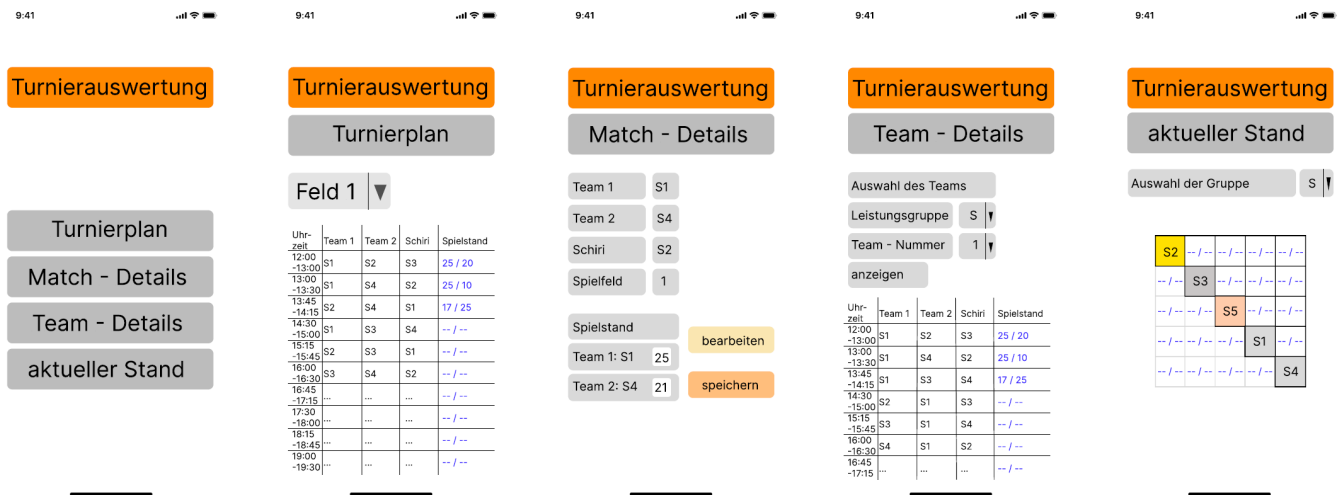 9:41
Turnierauswertung
Turnierplan
Match - Details
Team - Details
aktueller Stand
9:41
Turnierauswertung
Turnierplan
Feld 1
Uhr-
zeit Team 1 Team 2 Schiri Spielstand
12:00
-13:00 S1 S2 S3 25 / 20
13:00
-13:30 S1 S4 S2 25 / 10
13:45
-14:15 S2 S4 S1 17 / 25
14:30
-15:00 S1 S3 S4 -- / --
15:15
-15:45 S2 S3 S1 -- / --
16:00
-16:30 S3 S4 S2 -- / --
16:45
-17:15 ... ... ... -- / --
17:30
-18:00 ... ... ... -- / --
18:15
-18:45 ... ... ... -- / --
19:00
-19:30 ... ... ... -- / --
9:41
Turnierauswertung
Match - Details
Team 1 S1
Team 2 S4
Schiri S2
Spielfeld 1
Spielstand
bearbeiten
Team 1: S1 25
Team 2: S4 21
speichern
9:41
Turnierauswertung
Team - Details
Auswahl des Teams
Leistungsgruppe S
Team - Nummer 1
anzeigen
Uhr-
zeit Team 1 Team 2 Schiri Spielstand
12:00
-13:00 S1 S2 S3 25 / 20
13:00
-13:30 S1 S4 S2 25 / 10
13:45
-14:15 S1 S3 S4 17 / 25
14:30
-15:00 S2 S1 S3 -- / --
15:15
-15:45 S3 S1 S4 -- / --
16:00
-16:30 S4 S1 S2 -- / --
16:45
-17:15 ... ... ... -- / --
9:41
Turnierauswertung
aktueller Stand
Auswahl der Gruppe S
S2 -- / -- -- / -- -- / -- -- / --
-- / -- S3 -- / -- -- / -- -- / --
-- / -- -- / -- S5 -- / -- -- / --
-- / -- -- / -- -- / -- S1 -- / --
-- / -- -- / -- -- / -- -- / -- S4